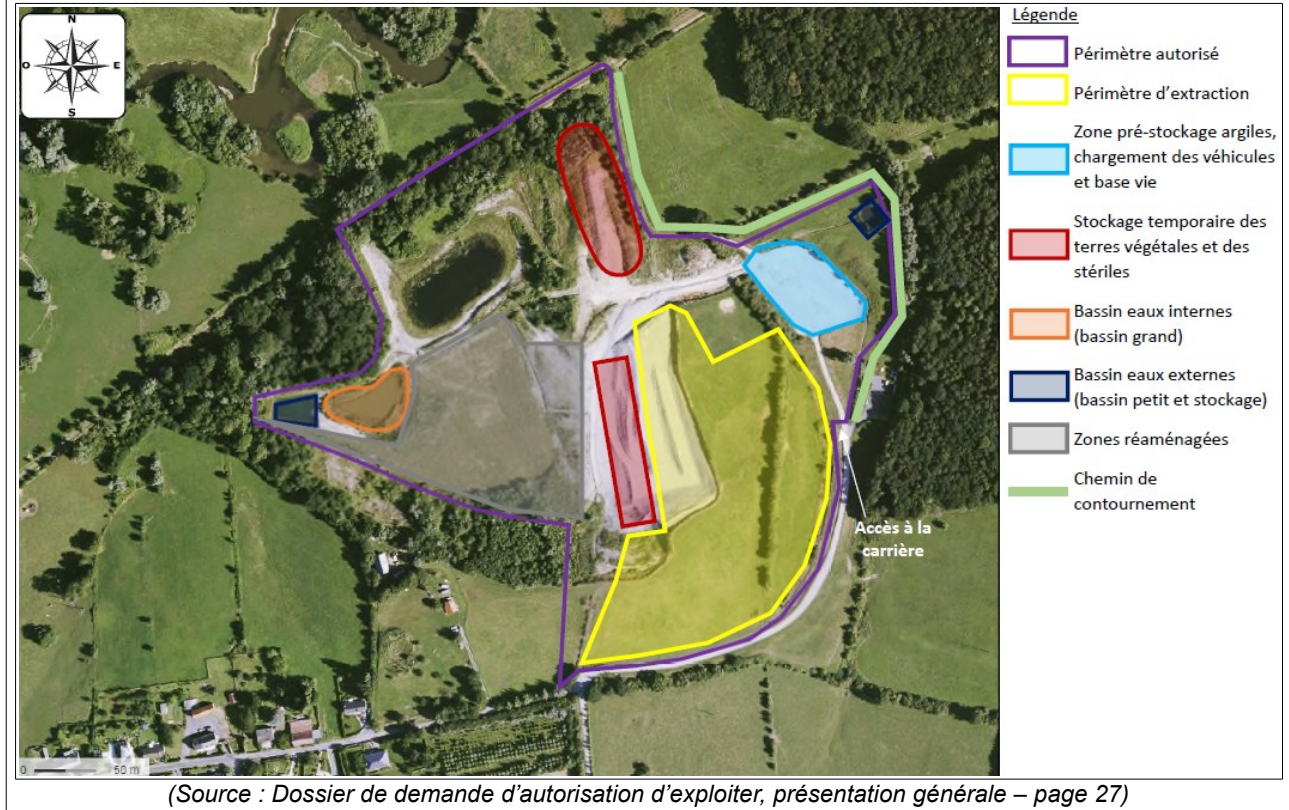 N
O
E
S
Accès à la
carrière
0
50 m
Légende
Périmètre autorisé
Périmètre d'extraction
Zone pré-stockage argiles,
chargement des véhicules
et base vie
Stockage temporaire des
terres végétales et des
stériles
Bassin eaux internes
(bassin grand)
Bassin eaux externes
(bassin petit et stockage)
Zones réaménagées
Chemin de
contournement
(Source : Dossier de demande d'autorisation d'exploiter, présentation générale – page 27)